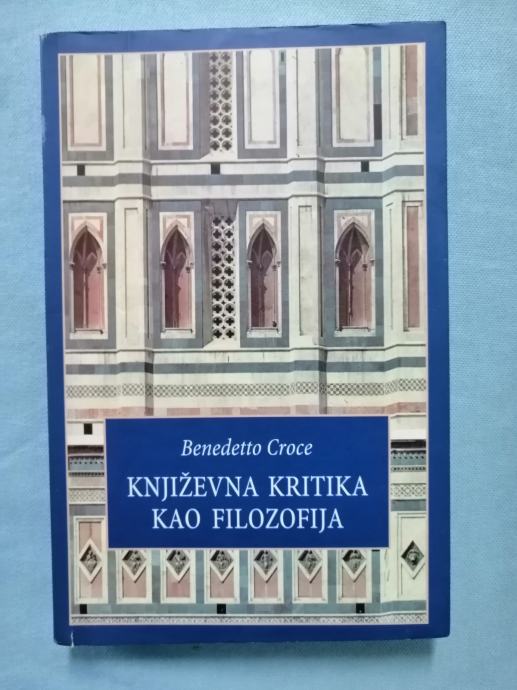 Benedetto Croce
KNJIŽEVNA KRITIKA
KAO FILOZOFIJA